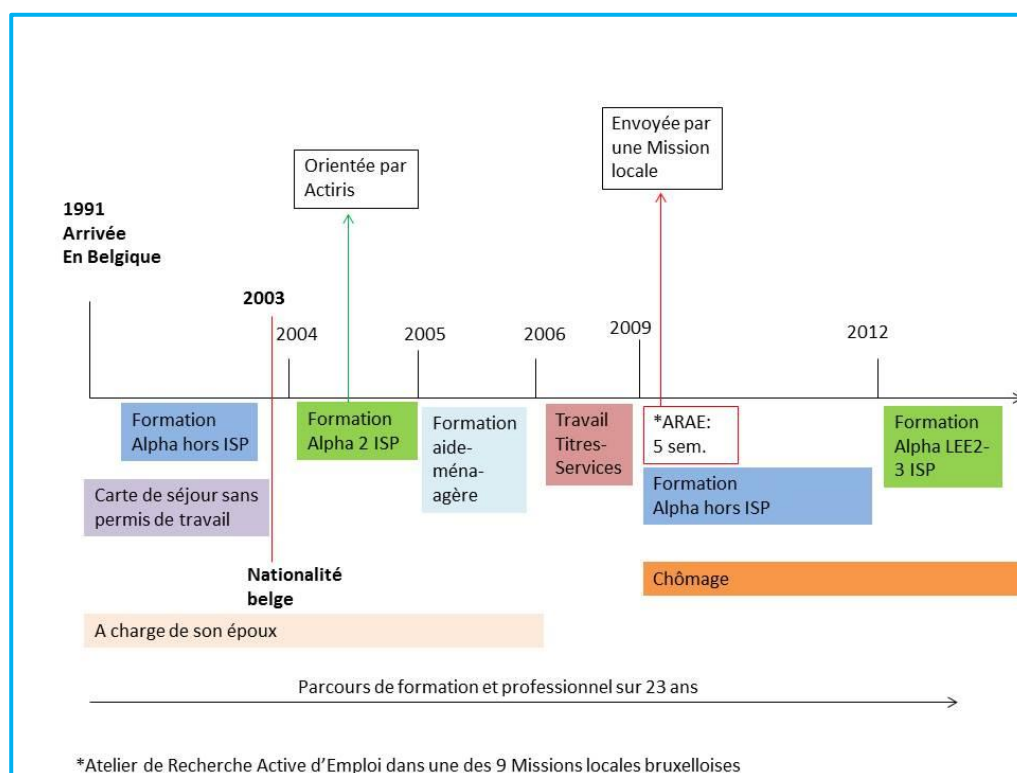 Envoyée par
une Mission
locale
Orientée par
Actiris
1991
Arrivée
En Belgique
2003
2004
2005
2006
2009
2012
Formation
Alpha hors ISP
Formation
Alpha 2 ISP
Formation
aide-
ména-
agère
Travail
Titres-
Services
*ARAE:
5 sem.
Formation
Alpha LEE2-
3 ISP
Carte de séjour sans
permis de travail
Formation
Alpha hors ISP
Nationalité
belge
Chômage
A charge de son époux
Parcours de formation et professionnel sur 23 ans
*Atelier de Recherche Active d'Emploi dans une des 9 Missions locales bruxelloises